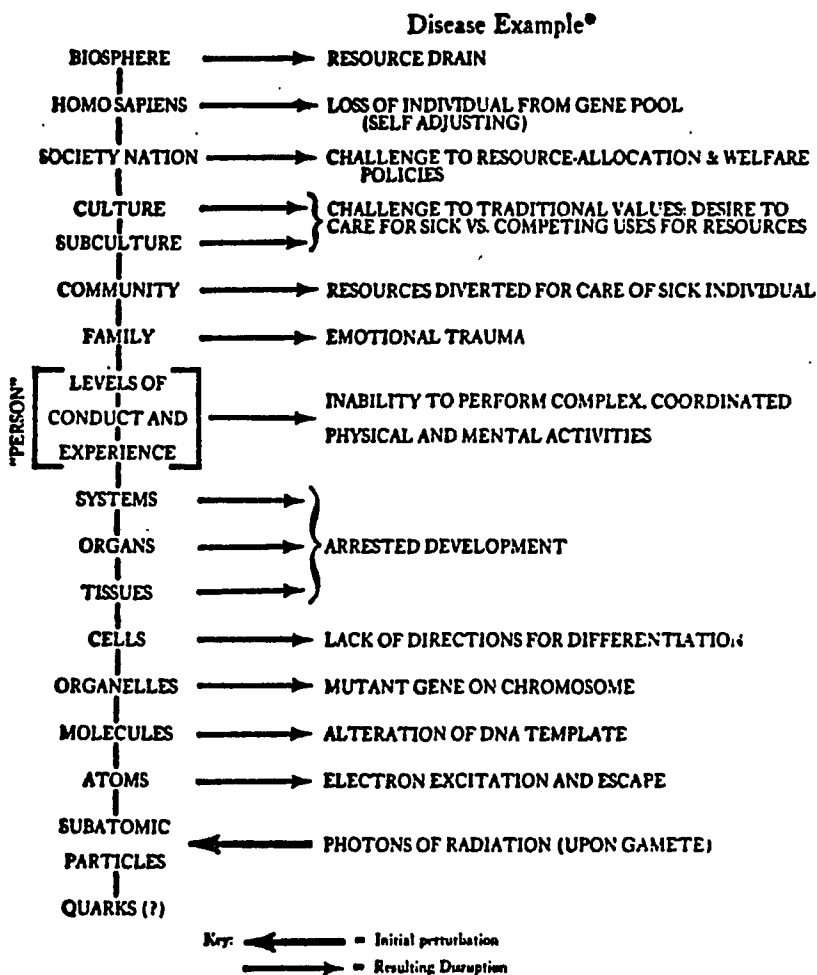 Disease Example*
BIOSPHERE RESOURCE DRAIN
HOMO SAPIENS LOSS OF INDIVIDUAL FROM GENE POOL
(SELF ADJUSTING)
SOCIETY NATION CHALLENGE TO RESOURCE-ALLOCATION & WELFARE
POLICIES
CULTURE CHALLENGE TO TRADITIONAL VALUES: DESIRE TO
SUBCULTURE CARE FOR SICK VS. COMPETING USES FOR RESOURCES
COMMUNITY RESOURCES DIVERTED FOR CARE OF SICK INDIVIDUAL
FAMILY EMOTIONAL TRAUMA
"PERSON"
LEVELS OF
CONDUCT AND
EXPERIENCE
INABILITY TO PERFORM COMPLEX, COORDINATED
PHYSICAL AND MENTAL ACTIVITIES
SYSTEMS
ORGANS ARRESTED DEVELOPMENT
TISSUES
CELLS LACK OF DIRECTIONS FOR DIFFERENTIATION
ORGANELLES MUTANT GENE ON CHROMOSOME
MOLECULES ALTERATION OF DNA TEMPLATE
ATOMS ELECTRON EXCITATION AND ESCAPE
SUBATOMIC
PARTICLES
PHOTONS OF RADIATION (UPON GAMETE)
QUARKS (?)
Key: = Initial perturbation
= Resulting Disruption